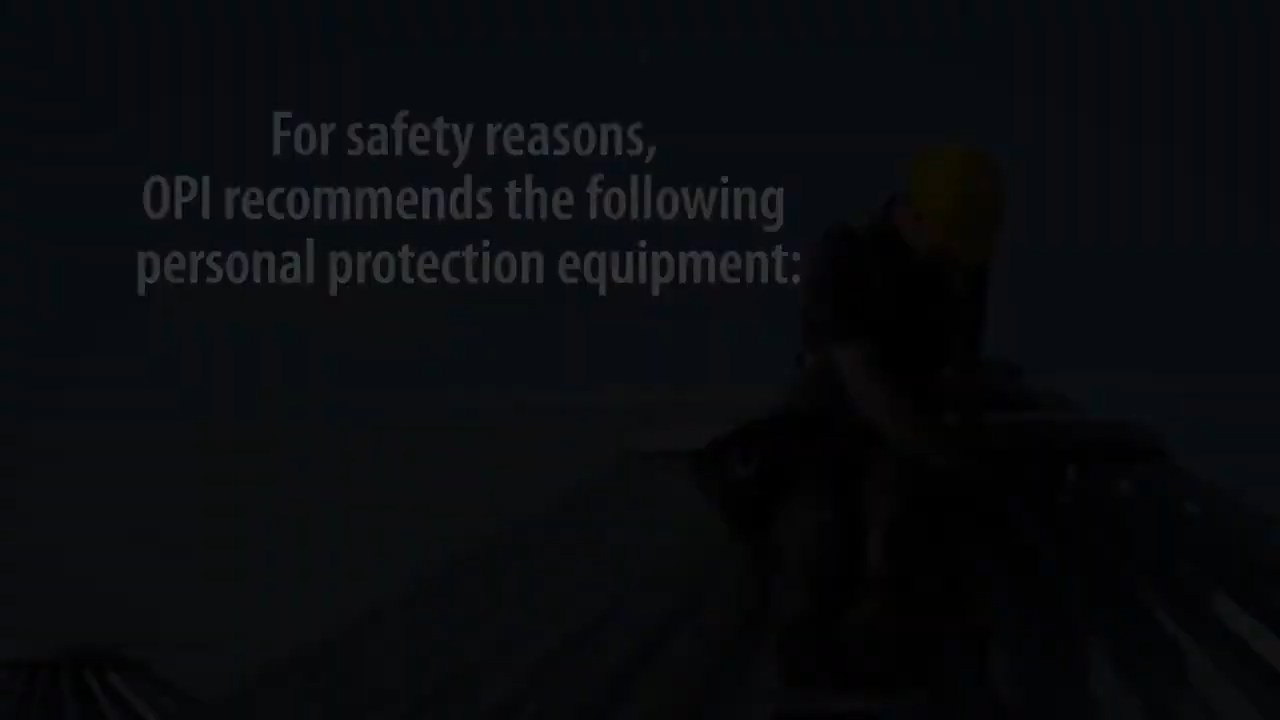 For safety reasons,
OPI recommends the following
personal protection equipment: